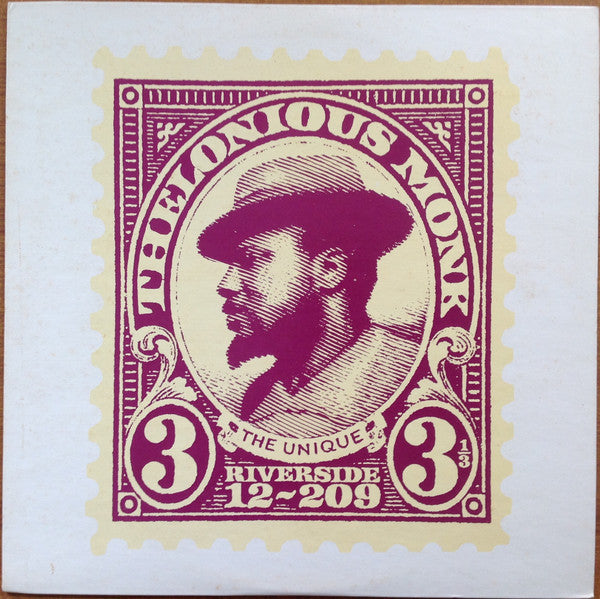 THELONIOUS MONK
THE UNIQUE
3 3 1/3
RIVERSIDE
12~209